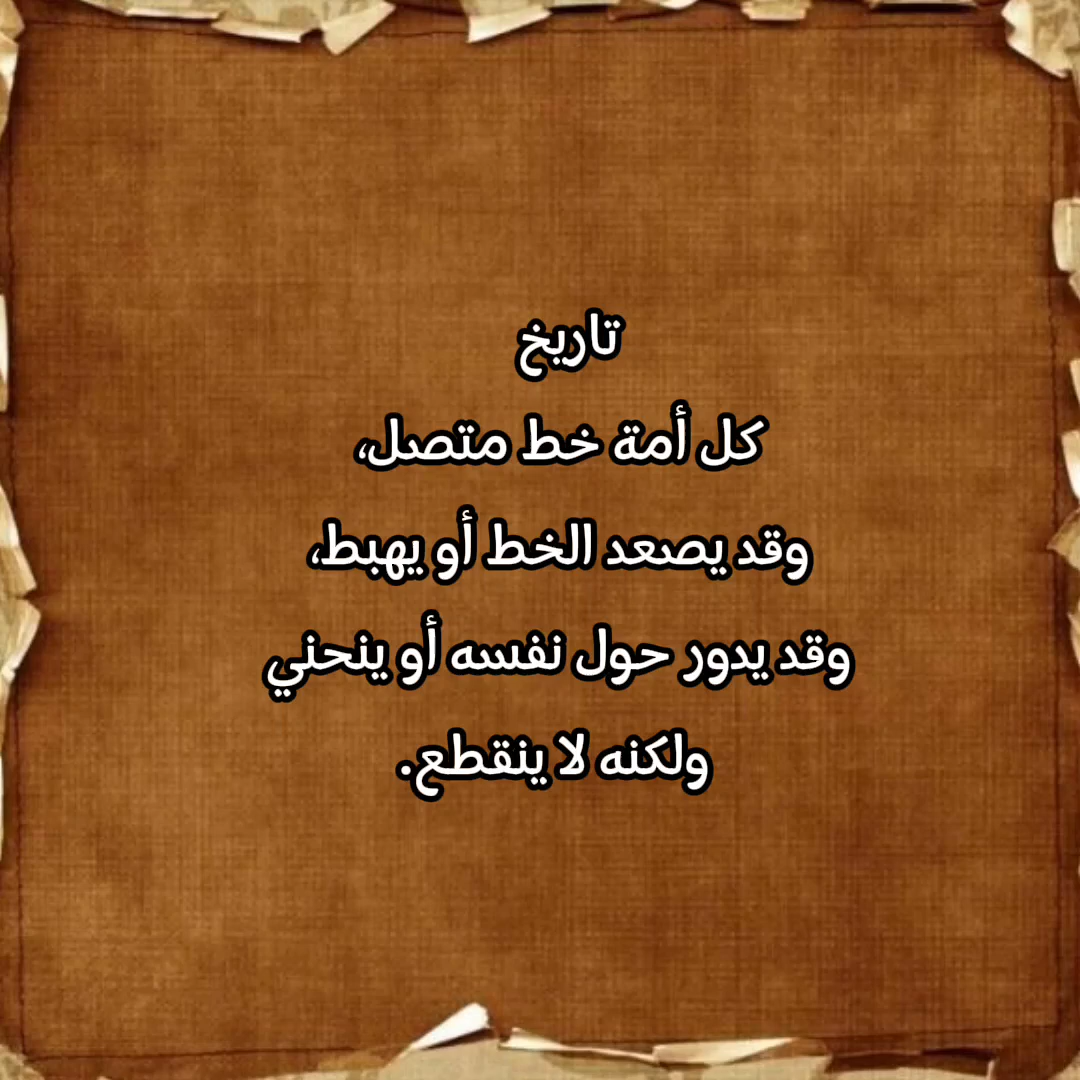 تاريخ
كل أمة خط متصل،
وقد يصعد الخط أو يهبط،
وقد يدور حول نفسه أو ينحني
ولكنه لا ينقطع.